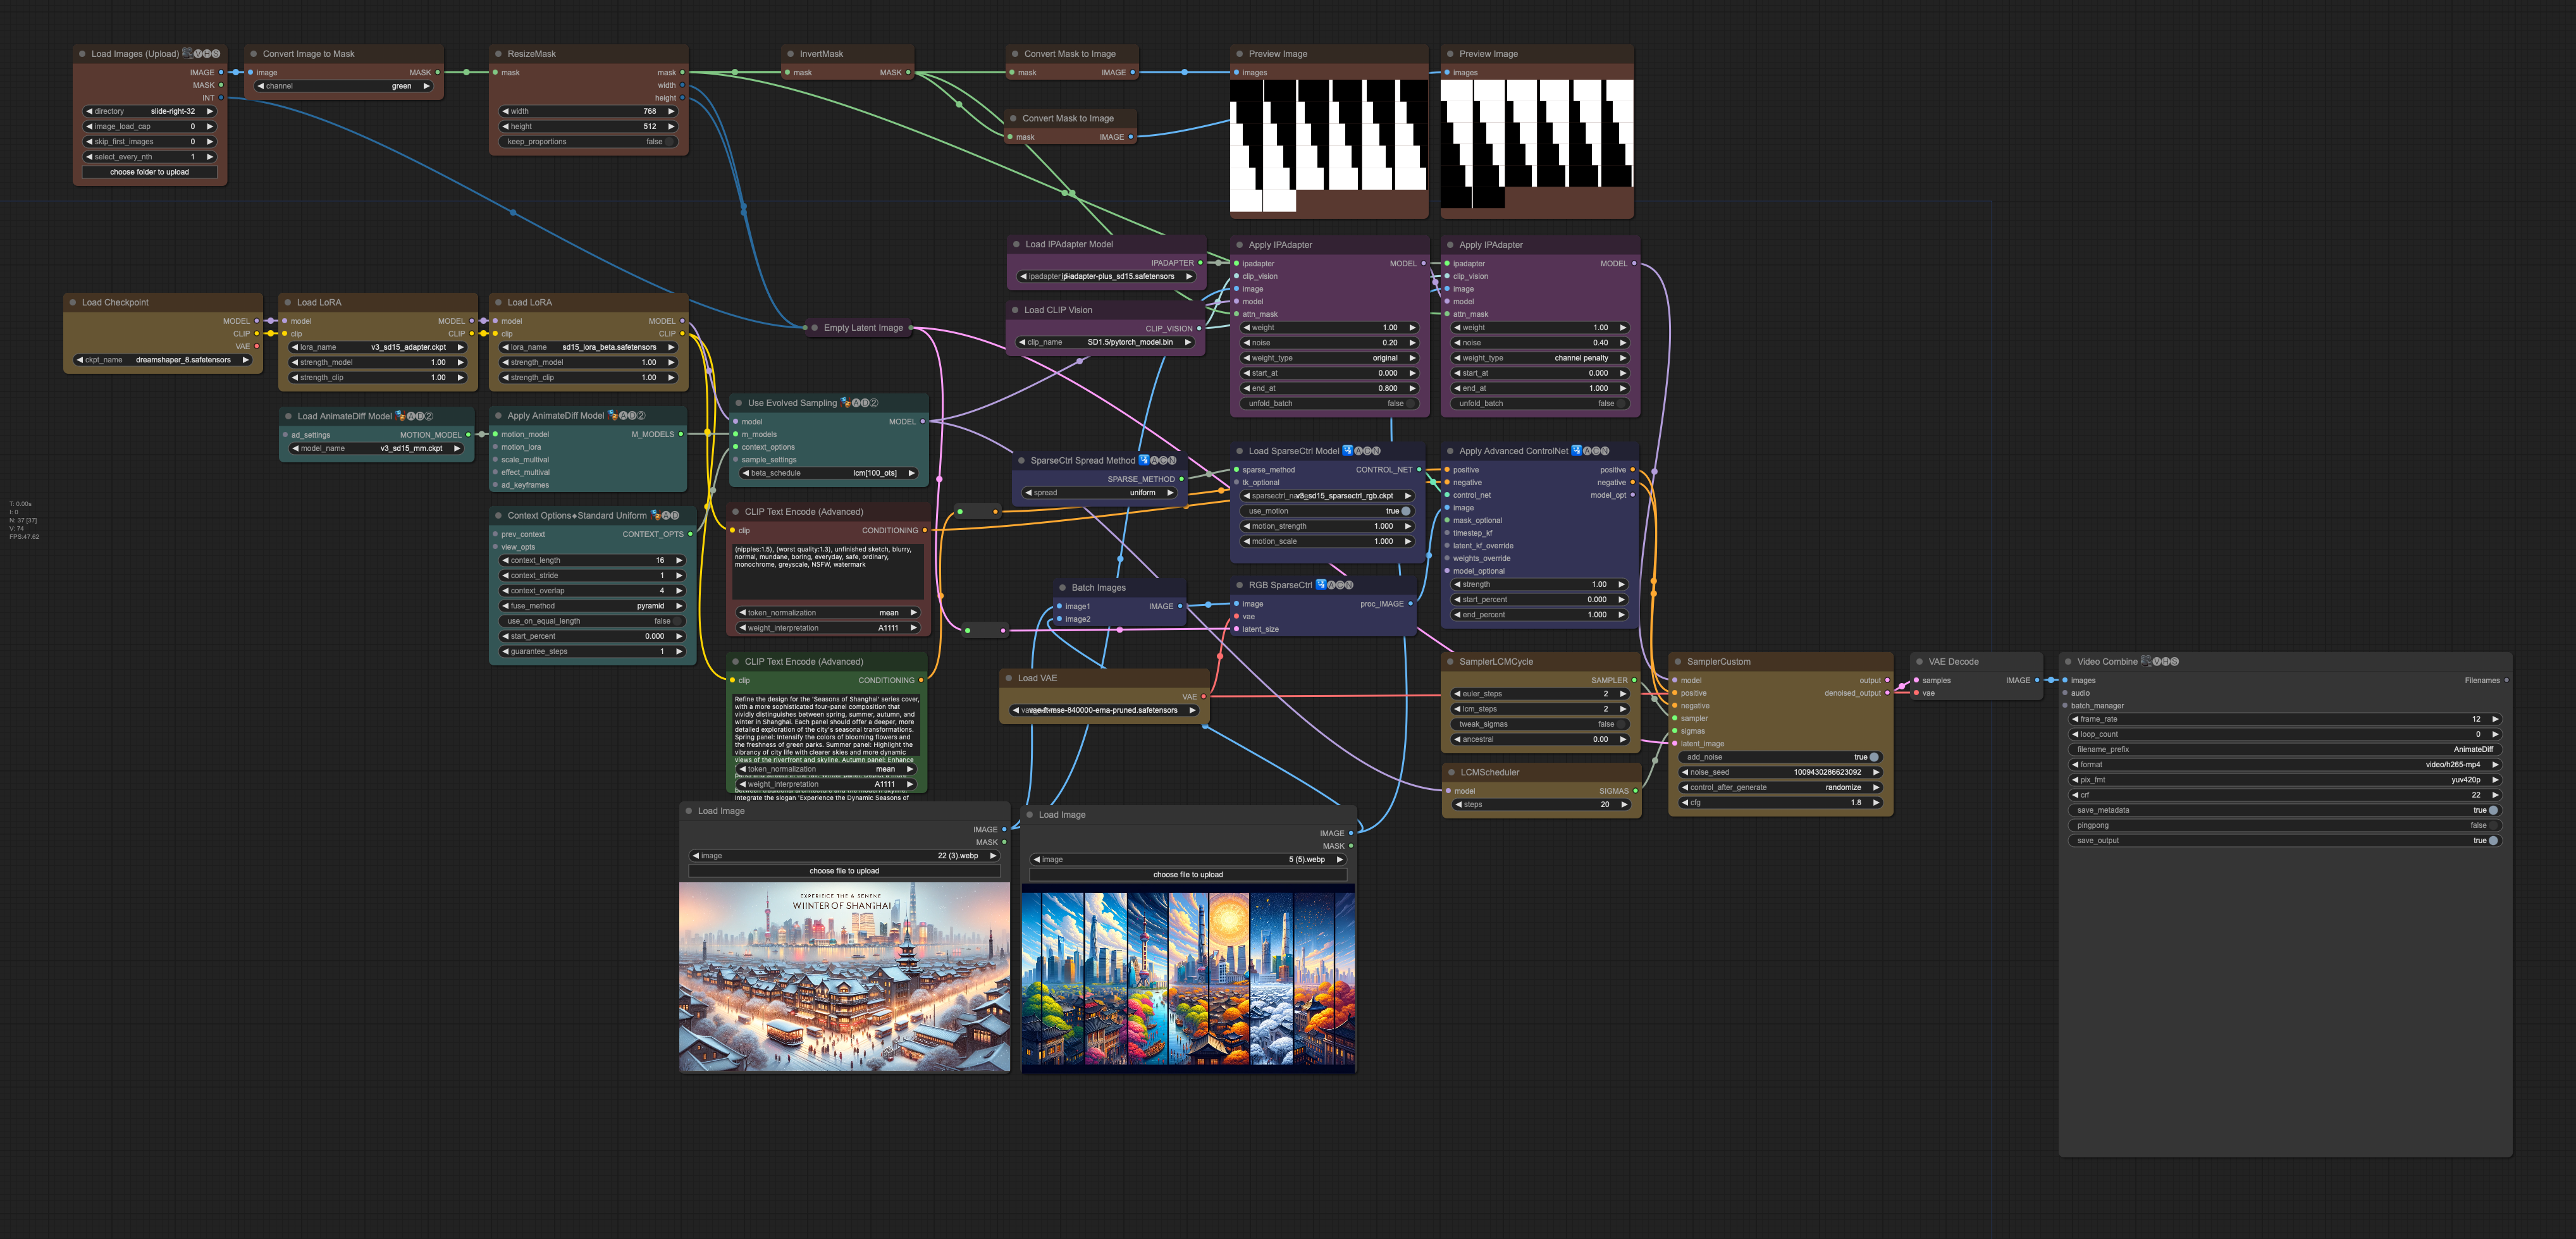 Load Images (Upload)
IMAGE
MASK
INT
directory slide-right-32
image_load_cap 0
skip_first_images 0
select_every_nth 1
choose folder to upload
Convert Image to Mask
image MASK
channel green
ResizeMask
mask mask
width
height
width 768
height 512
keep_proportions false
InvertMask
mask MASK
Convert Mask to Image
mask IMAGE
Convert Mask to Image
mask IMAGE
Preview Image
images
Preview Image
images
Load IPAdapter Model
IPADAPTER
ip-adapter-plus_sd15.safetensors
Load CLIP Vision
CLIP_VISION
clip_name SD1.5/pytorch_model.bin
Apply IPAdapter
ipadapter MODEL
clip_vision
image
model
attn_mask
weight 1.00
noise 0.20
weight_type original
start_at 0.000
end_at 0.800
unfold_batch false
Apply IPAdapter
ipadapter MODEL
clip_vision
image
model
attn_mask
weight 1.00
noise 0.40
weight_type channel penalty
start_at 0.000
end_at 1.000
unfold_batch false
Load Checkpoint
MODEL
CLIP
VAE
ckpt_name dreamshaper_8.safetensors
Load LoRA
model MODEL
clip CLIP
lora_name v3_sd15_adapter.ckpt
strength_model 1.00
strength_clip 1.00
Load LoRA
model MODEL
clip CLIP
lora_name sd15_lora_beta.safetensors
strength_model 1.00
strength_clip 1.00
Empty Latent Image
Load AnimateDiff Model
ad_settings MOTION_MODEL
model_name v3_sd15_mm.ckpt
Apply AnimateDiff Model
motion_model M_MODELS
motion_lora
scale_multival
effect_multival
ad_keyframes
Use Evolved Sampling
model MODEL
m_models
context_options
sample_settings
beta_schedule lcm[100_ots]
Context Options◆Standard Uniform
prev_context CONTEXT_OPTS
view_opts
context_length 16
context_stride 1
context_overlap 4
fuse_method pyramid
use_on_equal_length false
start_percent 0.000
guarantee_steps 1
T: 0.00s
I: 0
N: 37 [37]
V: 74
FPS:47.62
CLIP Text Encode (Advanced)
clip CONDITIONING
(nipples:1.5), (worst quality:1.3), unfinished sketch, blurry,
normal, mundane, boring, everyday, safe, ordinary,
monochrome, greyscale, NSFW, watermark
token_normalization mean
weight_interpretation A1111
CLIP Text Encode (Advanced)
clip CONDITIONING
Refine the design for the 'Seasons of Shanghai' series cover,
with a more sophisticated four-panel composition that
vividly distinguishes between spring, summer, autumn, and
winter in Shanghai. Each panel should offer a deeper, more
detailed exploration of the city's seasonal transformations.
Spring panel: Intensify the colors of blooming flowers and
the freshness of green parks. Summer panel: Highlight the
vibrancy of city life with clearer skies and more dynamic
views of the riverfront and skyline. Autumn panel: Enhance
token_normalization mean
weight_interpretation A1111
Integrate the slogan 'Experience the Dynamic Seasons of
SparseCtrl Spread Method
SPARSE_METHOD
spread uniform
Load SparseCtrl Model
sparse_method CONTROL_NET
tk_optional
v3_sd15_sparsectrl_rgb.ckpt
use_motion true
motion_strength 1.000
motion_scale 1.000
Apply Advanced ControlNet
positive positive
negative negative
control_net model_opt
image
mask_optional
timestep_kf
latent_kf_override
weights_override
model_optional
strength 1.00
start_percent 0.000
end_percent 1.000
Batch Images
image1 IMAGE
image2
RGB SparseCtrl
image proc_IMAGE
vae
latent_size
Load VAE
VAE
vae-ft-mse-840000-ema-pruned.safetensors
SamplerLCMCycle
SAMPLER
euler_steps 2
lcm_steps 2
tweak_sigmas false
ancestral 0.00
LCMScheduler
model SIGMAS
steps 20
SamplerCustom
model output
positive denoised_output
negative
sampler
sigmas
latent_image
add_noise true
noise_seed 1009430286623092
control_after_generate randomize
cfg 1.8
VAE Decode
samples IMAGE
vae
Video Combine
images Filenames
audio
batch_manager
frame_rate 12
loop_count 0
filename_prefix AnimateDiff
format video/h265-mp4
pix_fmt yuv420p
crf 22
save_metadata true
pingpong false
save_output true
Load Image
IMAGE
MASK
image 22 (3).webp
choose file to upload
WIINTER OF SHANGHAI
Load Image
IMAGE
MASK
image 5 (5).webp
choose file to upload